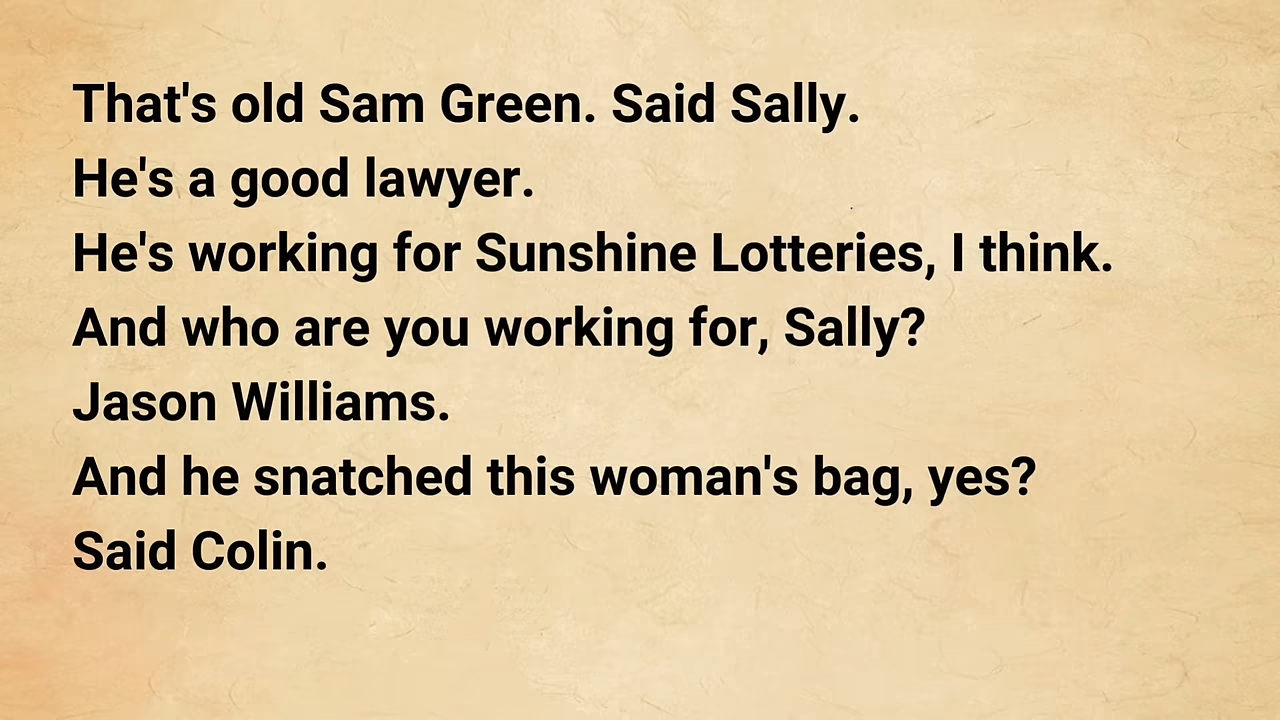 That's old Sam Green. Said Sally.
He's a good lawyer.
He's working for Sunshine Lotteries, I think.
And who are you working for, Sally?
Jason Williams.
And he snatched this woman's bag, yes?
Said Colin.